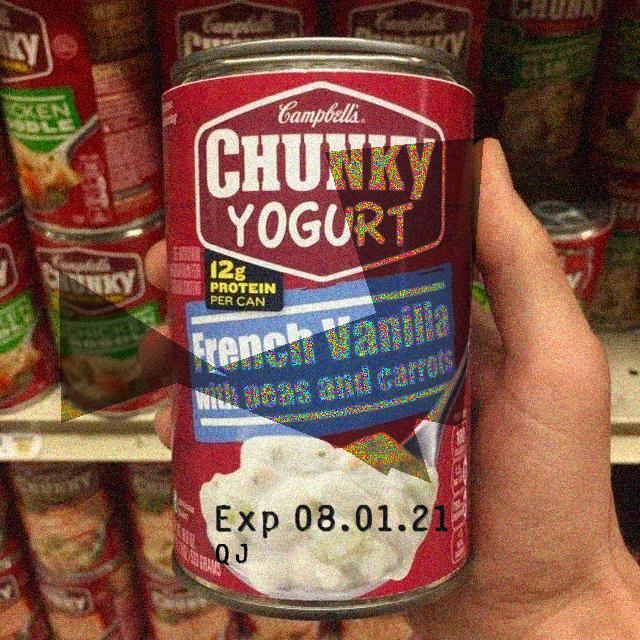 Campbell's
CHUNKY
YOGURT
12g
PROTEIN
PER CAN
French Vanilla
with peas and carrots
Exp 08.01.21
QJ